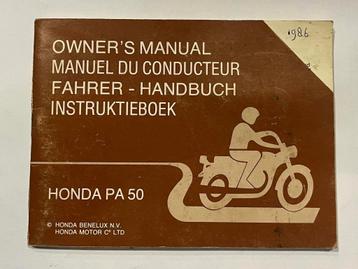 1986
OWNER'S MANUAL
MANUEL DU CONDUCTEUR
FAHRER - HANDBUCH
INSTRUKTIEBOEK
HONDA PA 50
© HONDA BENELUX N.V.
HONDA MOTOR Cº LTD